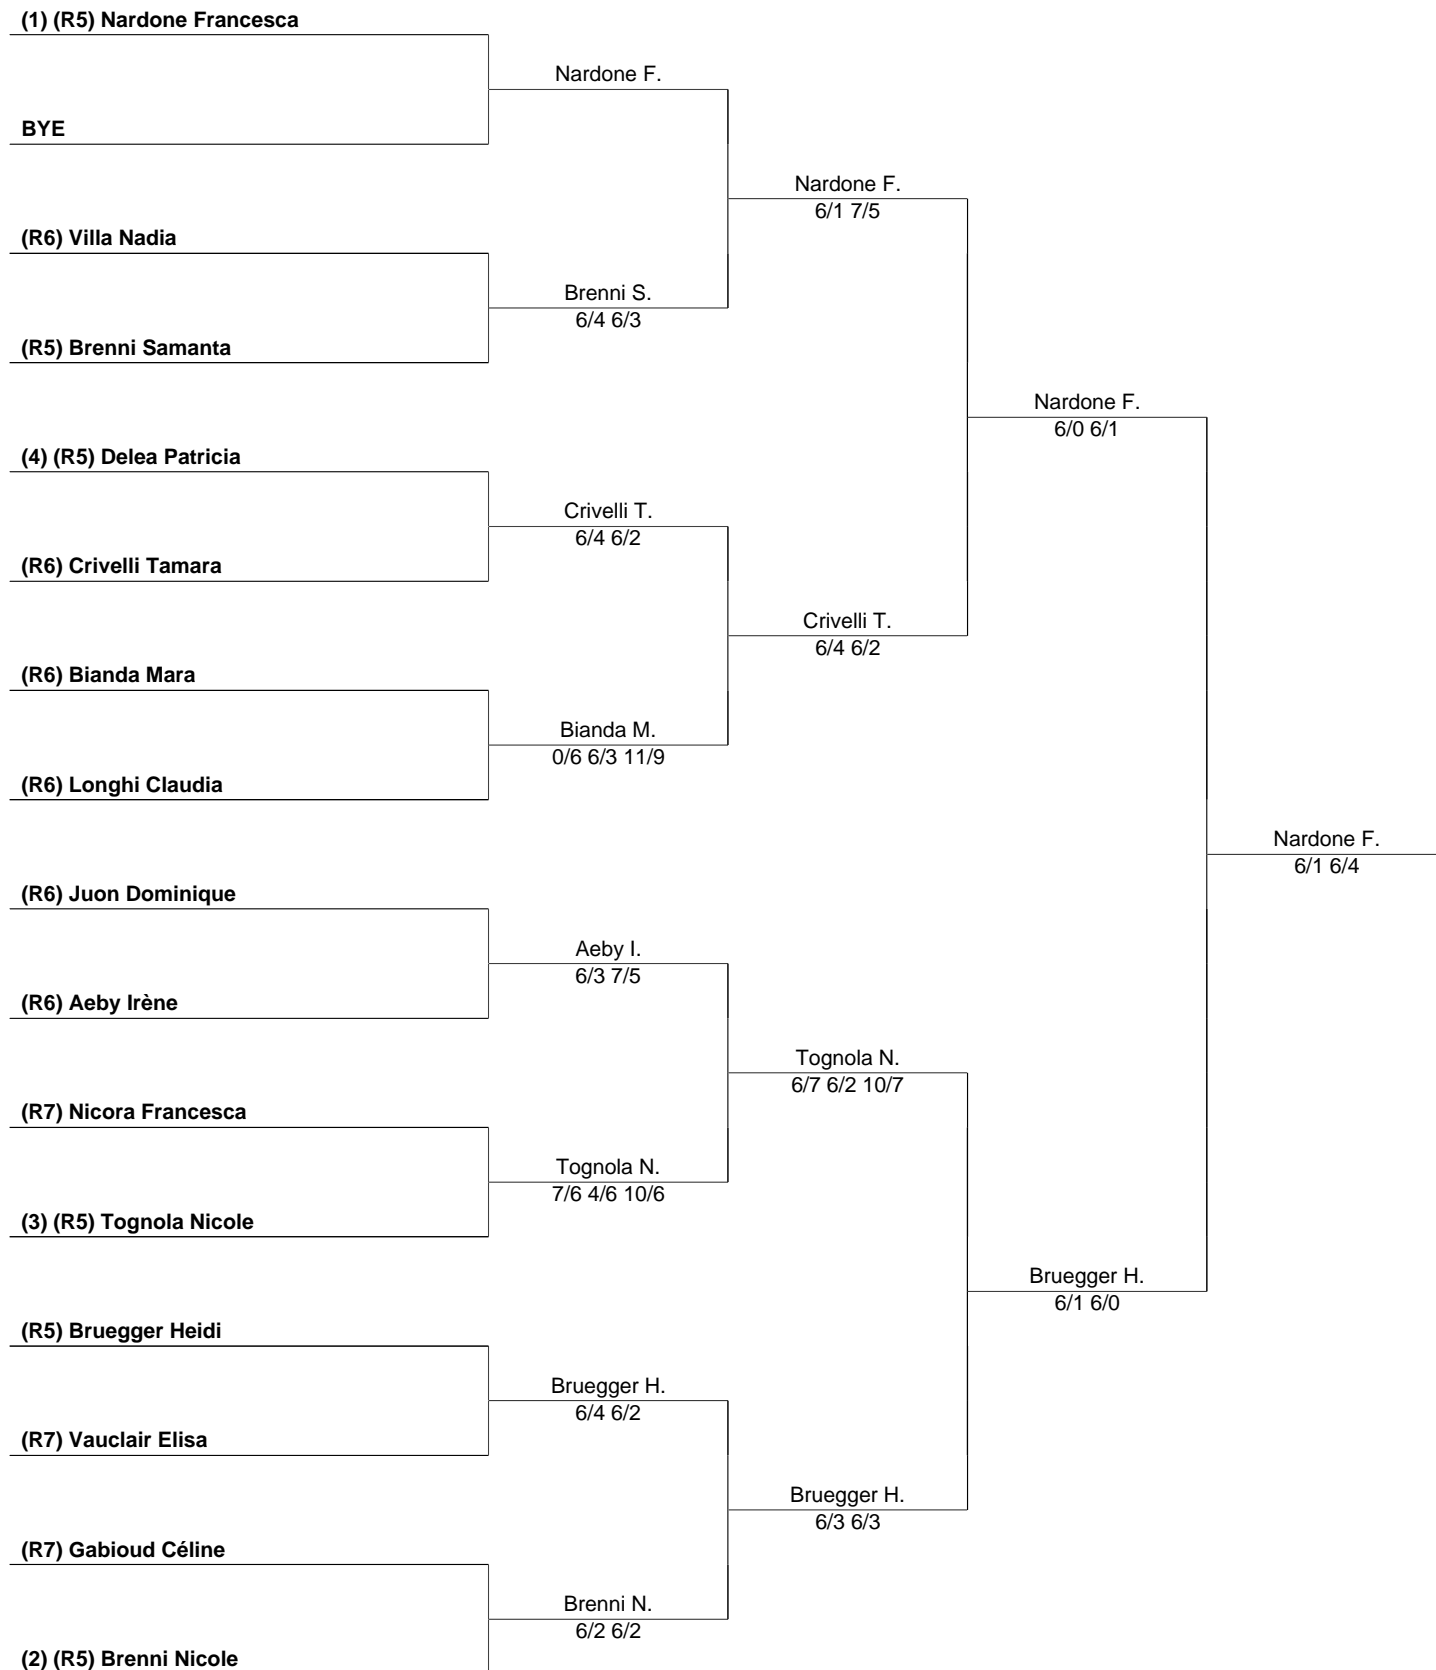 (1) (R5) Nardone Francesca
Nardone F.
BYE
Nardone F.
6/1 7/5
(R6) Villa Nadia
Brenni S.
6/4 6/3
(R5) Brenni Samanta
Nardone F.
6/0 6/1
(4) (R5) Delea Patricia
Crivelli T.
6/4 6/2
(R6) Crivelli Tamara
Crivelli T.
6/4 6/2
(R6) Bianda Mara
Bianda M.
0/6 6/3 11/9
(R6) Longhi Claudia
Nardone F.
6/1 6/4
(R6) Juon Dominique
Aeby I.
6/3 7/5
(R6) Aeby Irène
Tognola N.
6/7 6/2 10/7
(R7) Nicora Francesca
Tognola N.
7/6 4/6 10/6
(3) (R5) Tognola Nicole
Bruegger H.
6/1 6/0
(R5) Bruegger Heidi
Bruegger H.
6/4 6/2
(R7) Vauclair Elisa
Bruegger H.
6/3 6/3
(R7) Gabioud Céline
Brenni N.
6/2 6/2
(2) (R5) Brenni Nicole